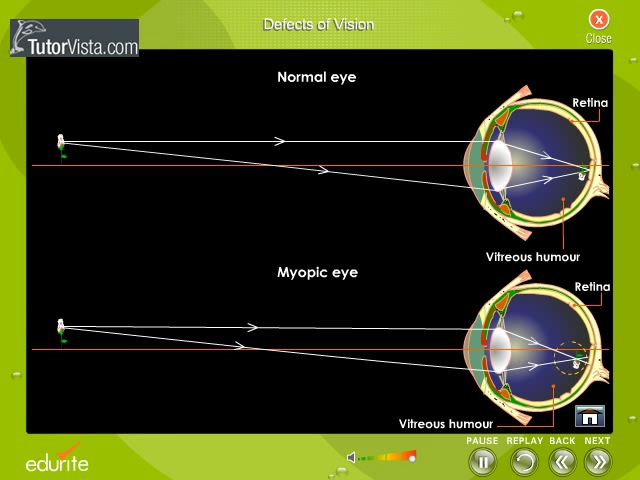 Defects of Vision
TutorVista.com
Close
Normal eye
Retina
Vitreous humour
Myopic eye
Retina
Vitreous humour
PAUSE REPLAY BACK NEXT
edurite